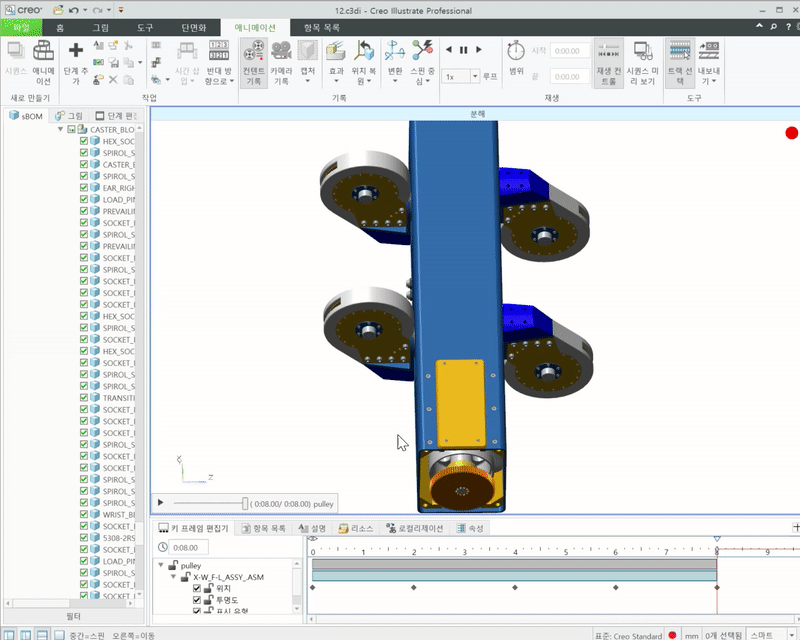 creo
12.c3di - Creo Illustrate Professional
파일 홈 그림 도구 단면화 애니메이션 항목 목록
시퀀스 애니메이션 단계 추가 시간 삽입 반대 방향으로 컨텐트 기록 카메라 기록 캡처 효과 위치 복원 변환 스핀 중심 1x 루프 범위 시작 0:00.00 끝 0:00.00 재생 컨트롤 시퀀스 미리 보기 트랙 선택 내보내기
새로 만들기 작업 기록 재생 도구
sBOM 그림 단계 편집
분해
CASTER_BLO
HEX_SOC
SPIROL_S
CASTER_E
SPIROL_S
EAR_RIGH
LOAD_PIN
PREVAILIN
SOCKET_I
SPIROL_S
PREVAILIN
SOCKET_I
SPIROL_S
SOCKET_I
SOCKET_I
SOCKET_I
HEX_SOC
SPIROL_S
SOCKET_I
HEX_SOC
SOCKET_I
SPIROL_S
SPIROL_S
TRANSITI
SOCKET_I
SOCKET_I
SOCKET_I
SPIROL_S
SOCKET_I
SOCKET_I
SPIROL_S
SPIROL_S
SPIROL_S
WRIST_BE
SOCKET_I
5308-2RS
SOCKET_I
LOAD_PIN
SPIROL_S
SOCKET_I
SOCKET_I
필터
Y
Z
( 0:08.00/ 0:08.00) pulley
키 프레임 편집기 항목 목록 설명 리소스 로컬리제이션 속성
0:08.00
0 1 2 3 4 5 6 7 8 9
pulley
X-W_F-L_ASSY_ASM
위치
투명도
표시 유형
중간=스핀 오른쪽=이동
표준: Creo Standard mm 0개 선택됨 스마트